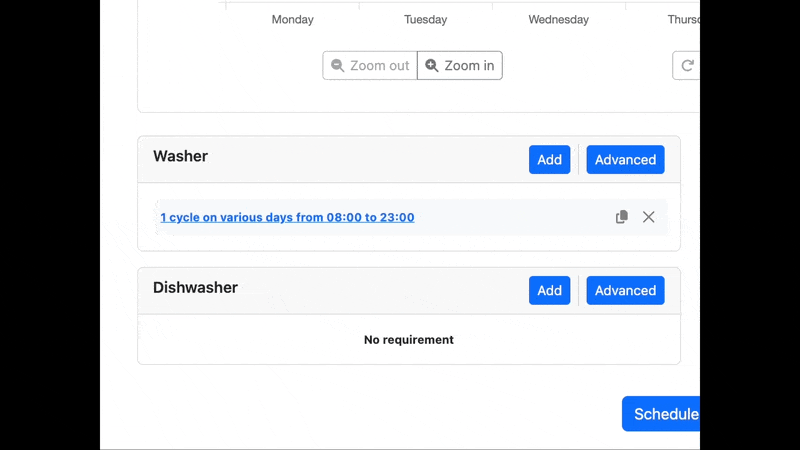 Monday Tuesday Wednesday Thurs
Zoom out Zoom in
Washer Add Advanced
1 cycle on various days from 08:00 to 23:00
Dishwasher Add Advanced
No requirement
Schedule